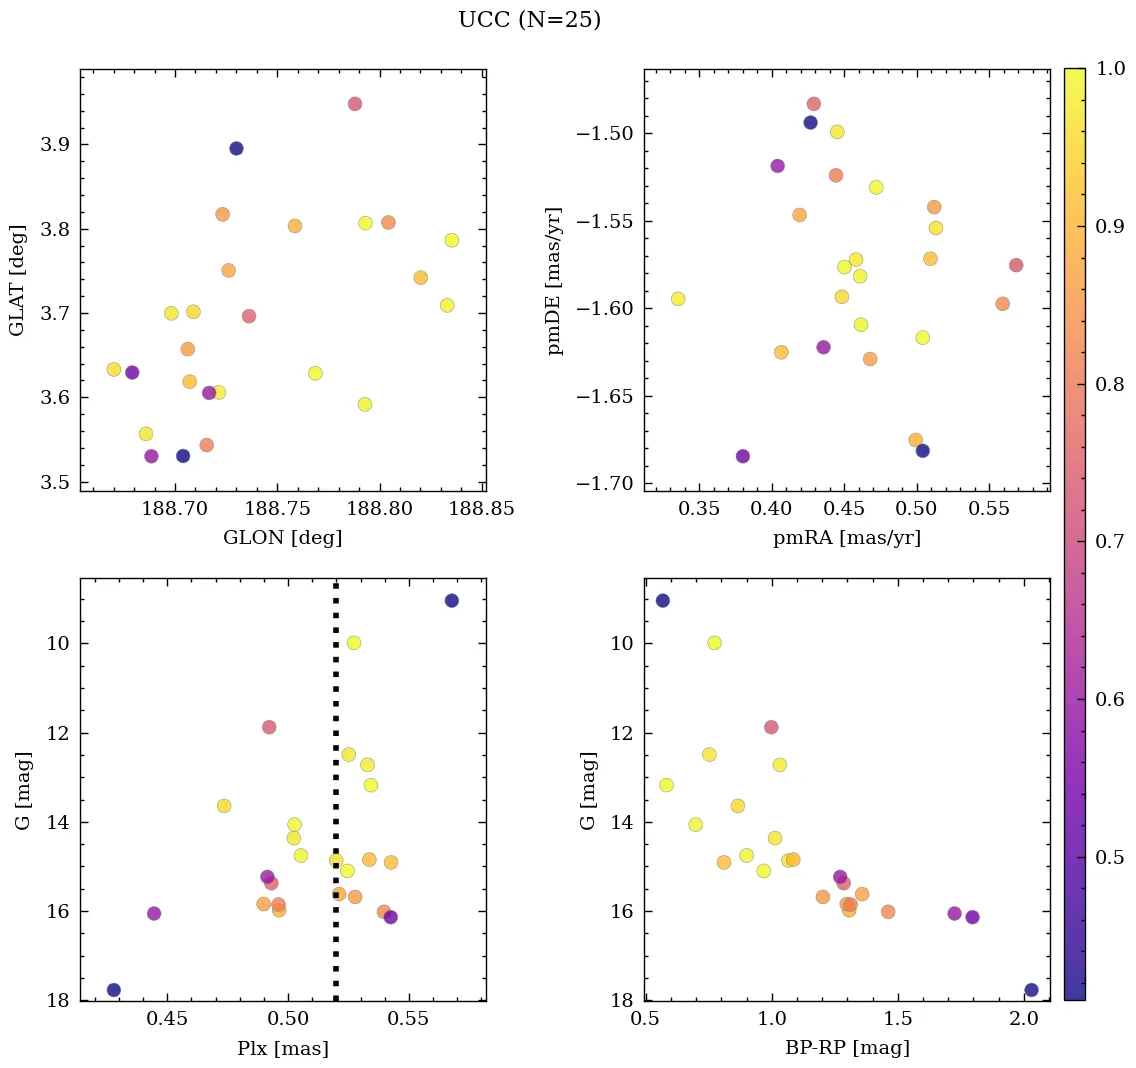 UCC (N=25)
3.9
3.8
3.7
3.6
3.5
GLAT [deg]
188.70 188.75 188.80 188.85
GLON [deg]
−1.50
−1.55
−1.60
−1.65
−1.70
pmDE [mas/yr]
0.35 0.40 0.45 0.50 0.55
pmRA [mas/yr]
1.0
0.9
0.8
0.7
0.6
0.5
10
12
14
16
18
G [mag]
0.45 0.50 0.55
Plx [mas]
10
12
14
16
18
G [mag]
0.5 1.0 1.5 2.0
BP-RP [mag]